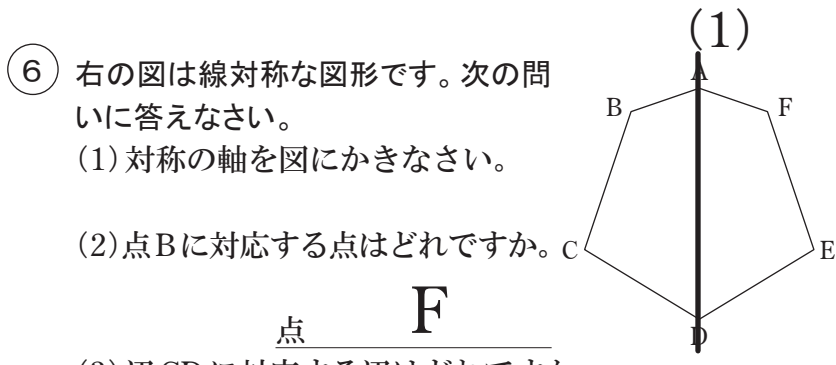 (1)
6 右の図は線対称な図形です。次の問
いに答えなさい。
(1)対称の軸を図にかきなさい。
(2)点Bに対応する点はどれですか。
点 F
A
B
F
C
E
D